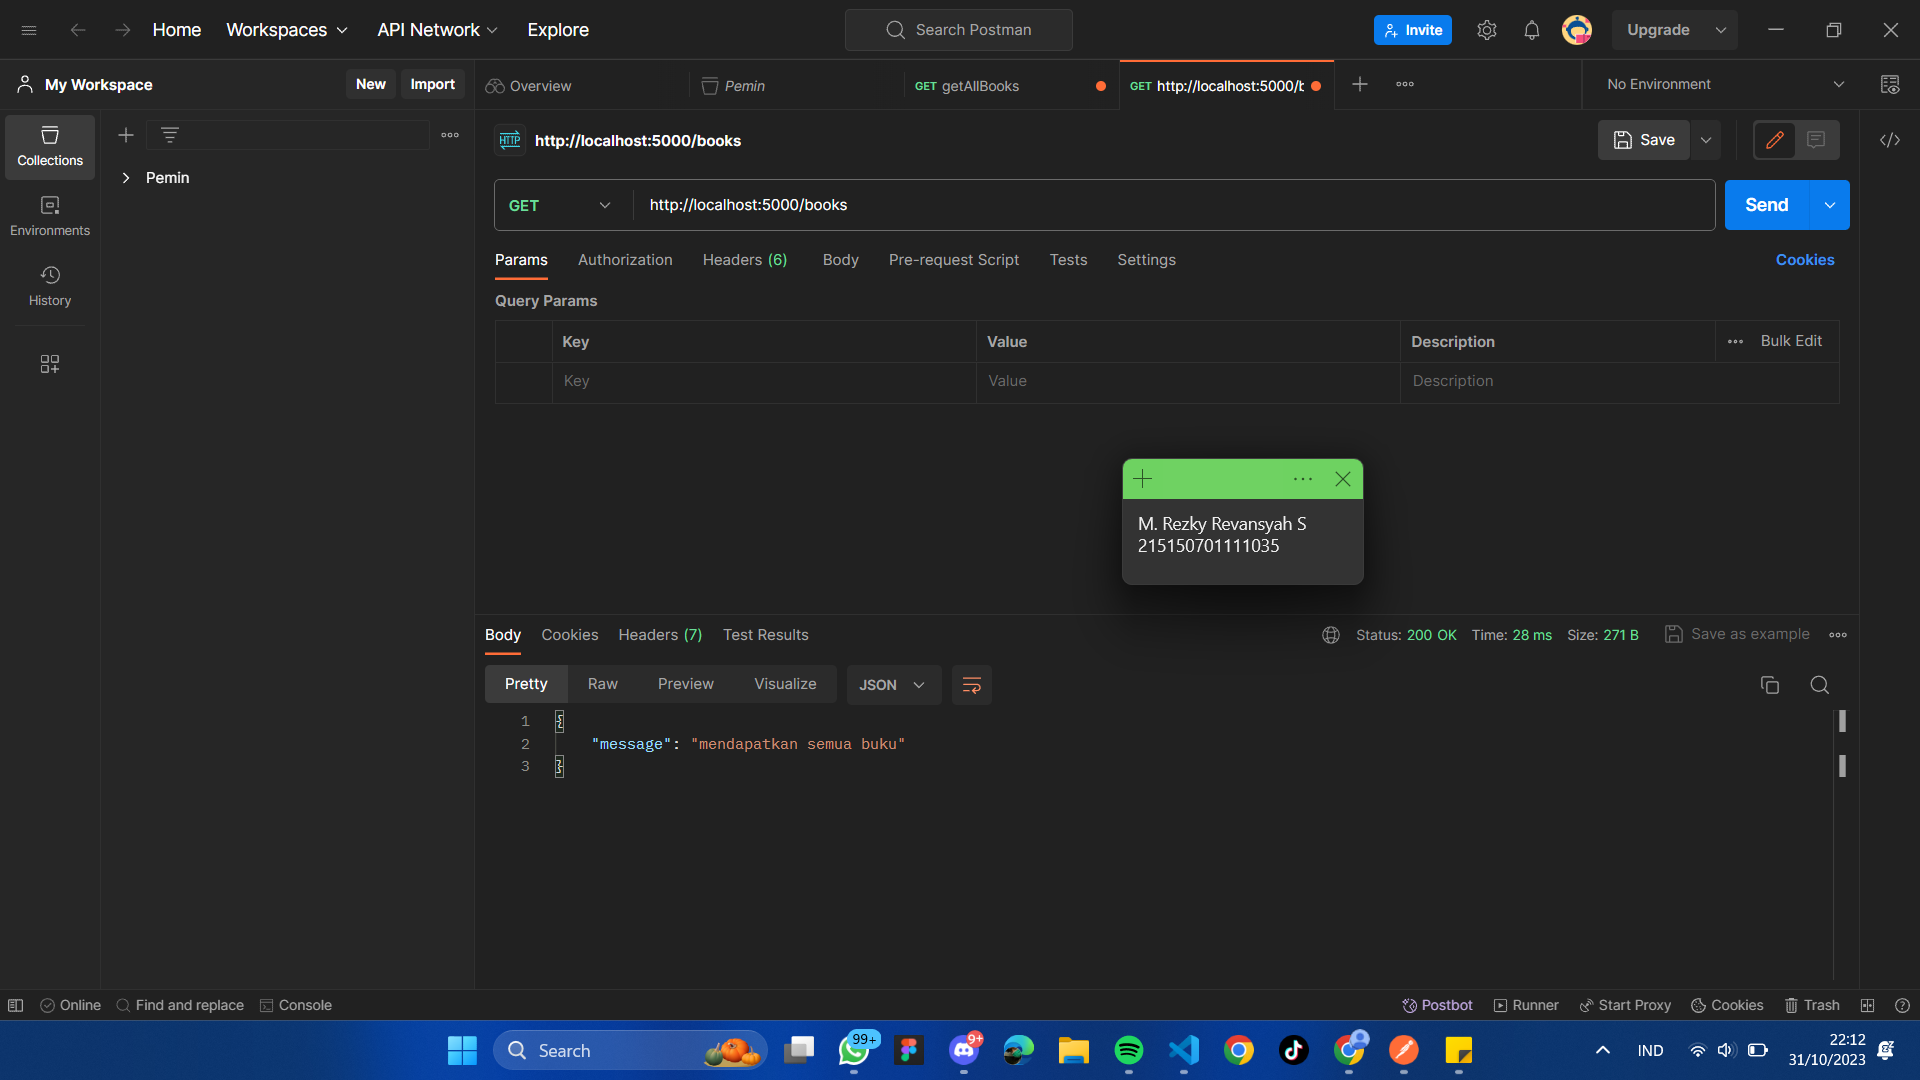 Home Workspaces API Network Explore Search Postman Invite Upgrade
My Workspace New Import Overview Pemin GET getAllBooks GET http://localhost:5000/b No Environment
Collections
Environments
History
Pemin
HTTP http://localhost:5000/books Save
GET http://localhost:5000/books Send
Params Authorization Headers (6) Body Pre-request Script Tests Settings Cookies
Query Params
Key Value Description Bulk Edit
Key Value Description
M. Rezky Revansyah S
215150701111035
Body Cookies Headers (7) Test Results Status: 200 OK Time: 28 ms Size: 271 B Save as example
Pretty Raw Preview Visualize JSON
1 {
2 "message": "mendapatkan semua buku"
3 }
Online Find and replace Console Postbot Runner Start Proxy Cookies Trash
Search 99+ 9+ IND 22:12
31/10/2023